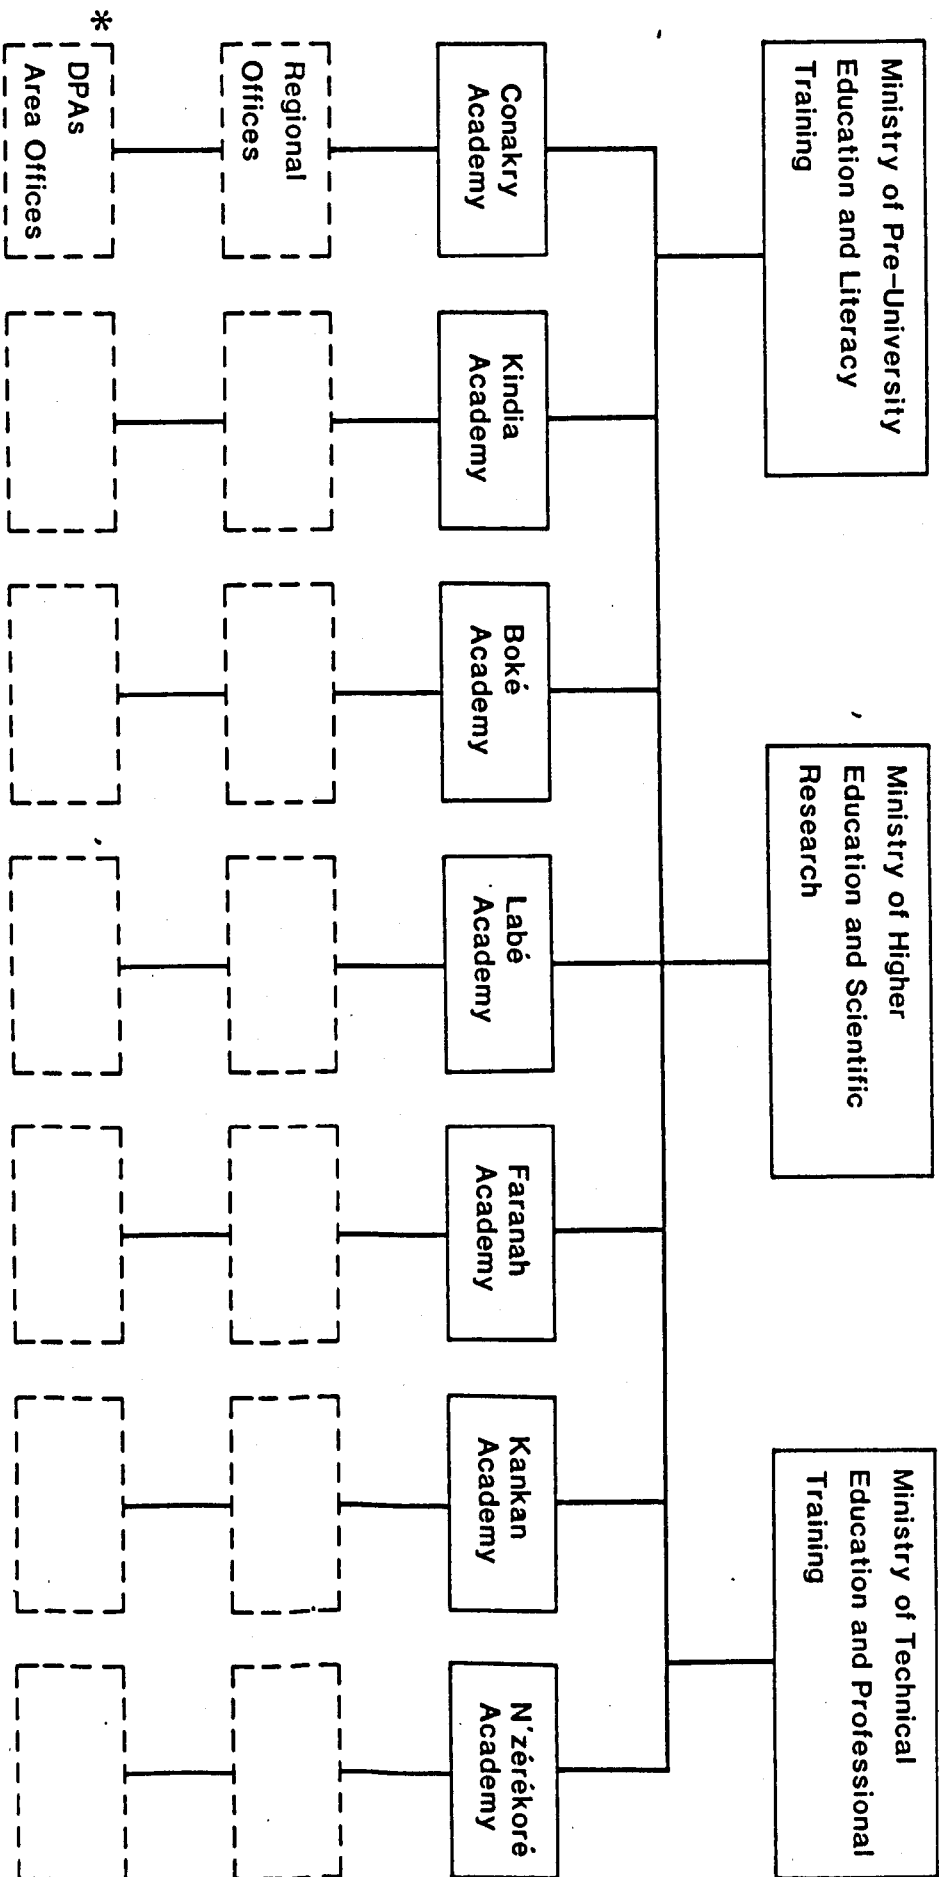 Ministry of Pre-University
Education and Literacy
Training
Ministry of Higher
Education and Scientific
Research
Ministry of Technical
Education and Professional
Training
Conakry
Academy
Kindia
Academy
Boké
Academy
Labé
Academy
Faranah
Academy
Kankan
Academy
N'zérékoré
Academy
Regional
Offices
*
DPAs
Area Offices